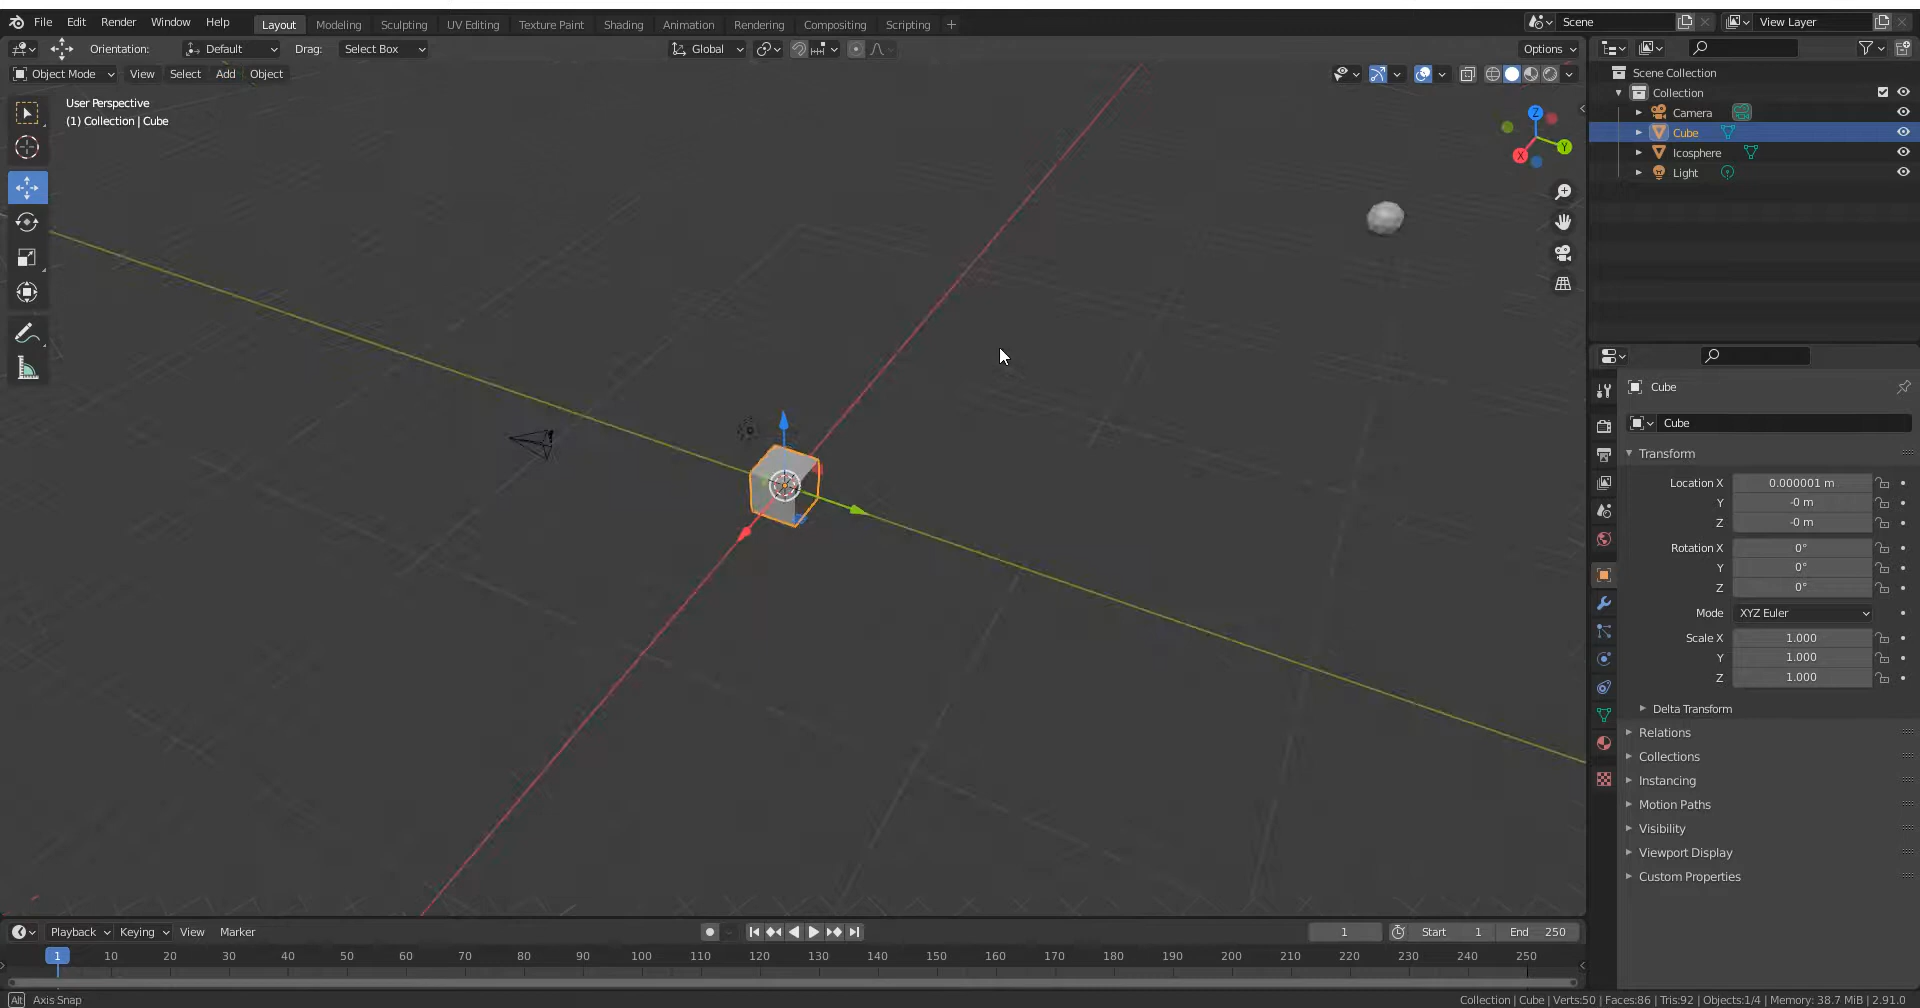 File Edit Render Window Help Layout Modeling Sculpting UV Editing Texture Paint Shading Animation Rendering Compositing Scripting + Scene View Layer
Orientation: Default Drag: Select Box Global Options
Object Mode View Select Add Object
User Perspective
(1) Collection | Cube
Z
Y
X
Scene Collection
Collection
Camera
Cube
Icosphere
Light
Cube
Cube
Transform
Location X 0.000001 m
Y -0 m
Z -0 m
Rotation X 0°
Y 0°
Z 0°
Mode XYZ Euler
Scale X 1.000
Y 1.000
Z 1.000
Delta Transform
Relations
Collections
Instancing
Motion Paths
Visibility
Viewport Display
Custom Properties
Playback Keying View Marker 1 Start 1 End 250
1 10 20 30 40 50 60 70 80 90 100 110 120 130 140 150 160 170 180 190 200 210 220 230 240 250
Alt Axis Snap Collection | Cube | Verts:50 | Faces:86 | Tris:92 | Objects:1/4 | Memory: 38.7 MiB | 2.91.0